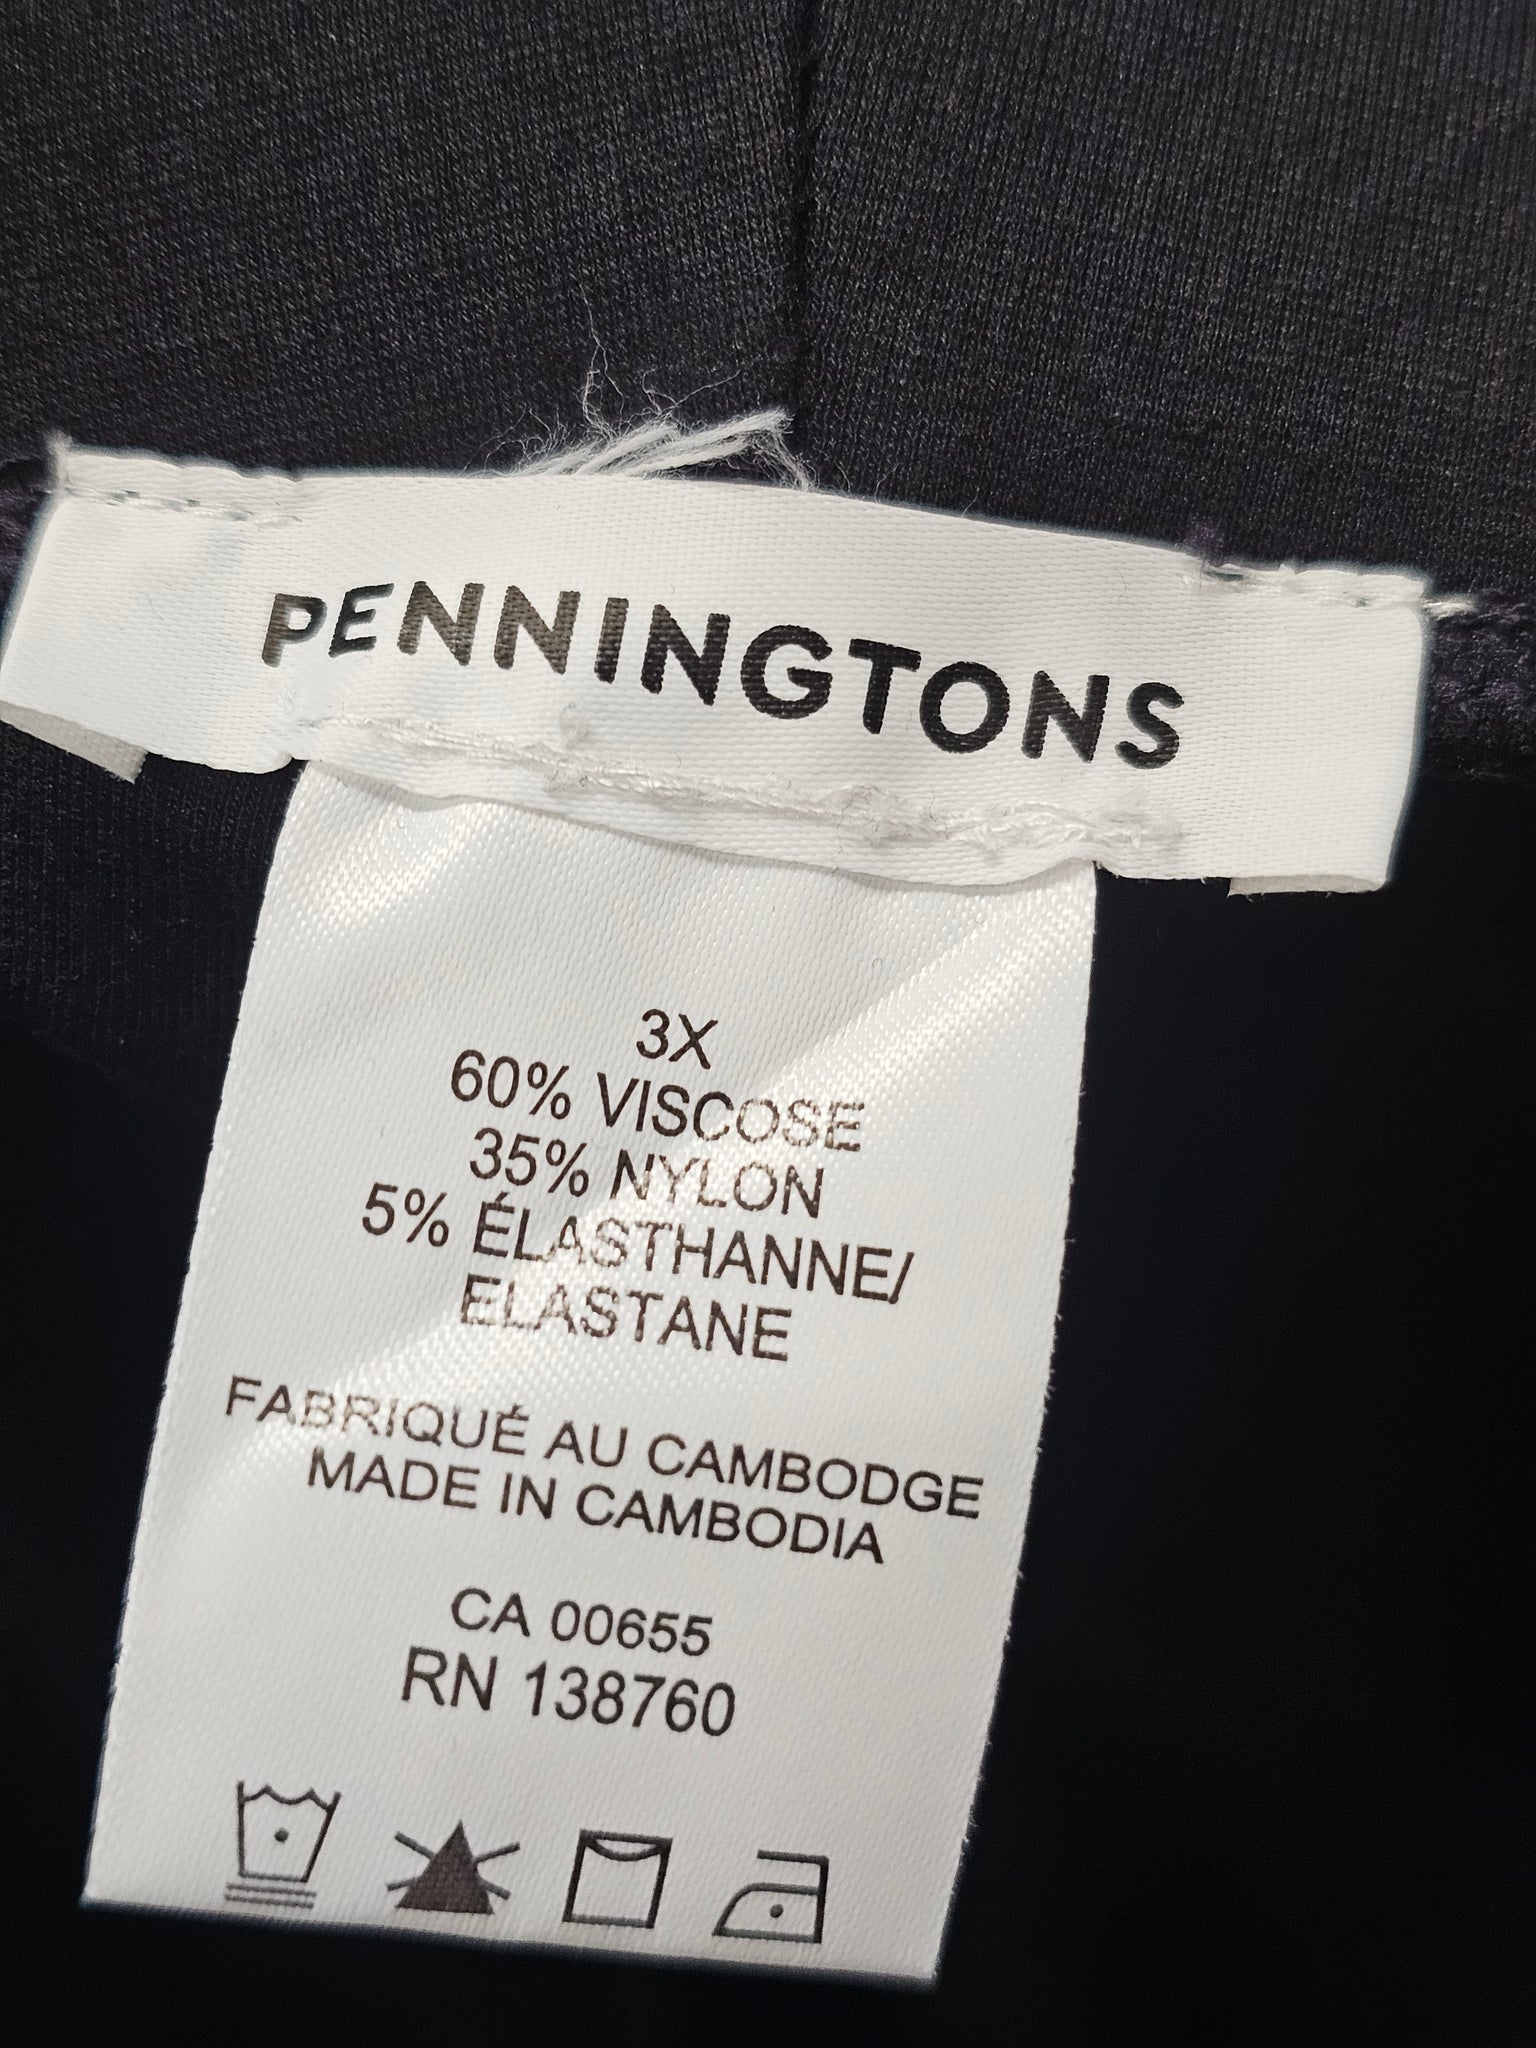 PENNINGTONS
3X
60% VISCOSE
35% NYLON
5% ÉLASTHANNE/
ELASTANE
FABRIQUÉ AU CAMBODGE
MADE IN CAMBODIA
CA 00655
RN 138760